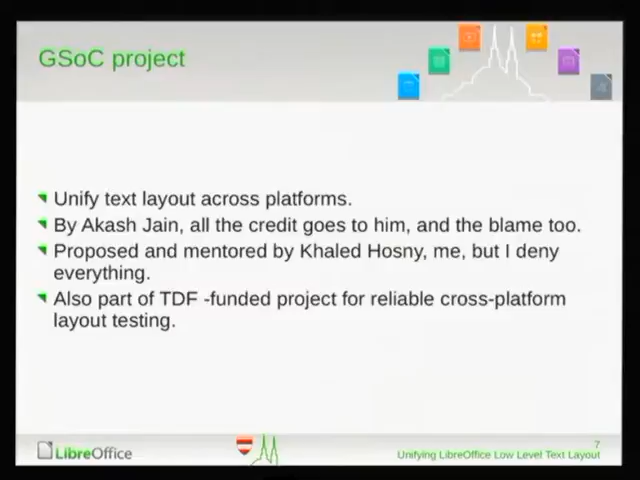 GSoC project
Unify text layout across platforms.
By Akash Jain, all the credit goes to him, and the blame too.
Proposed and mentored by Khaled Hosny, me, but I deny
everything.
Also part of TDF -funded project for reliable cross-platform
layout testing.
LibreOffice
7
Unifying LibreOffice Low Level Text Layout